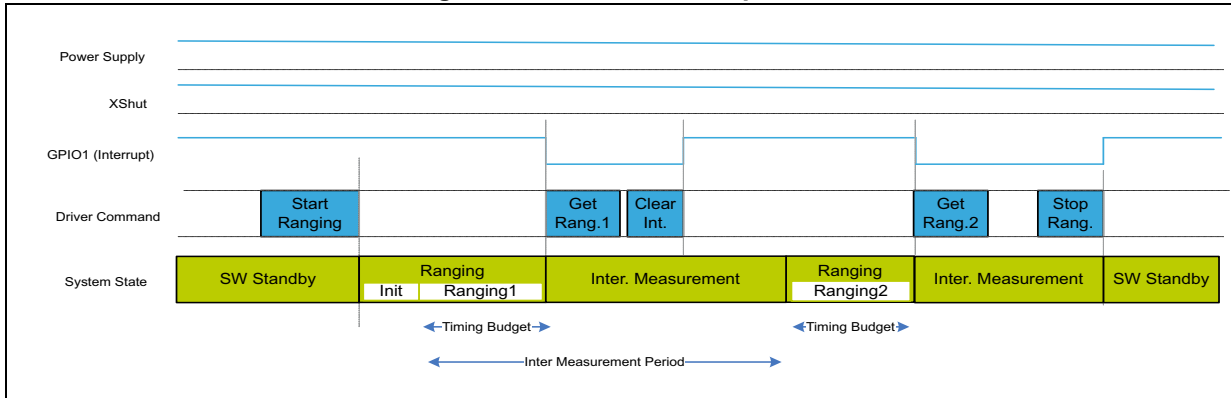 Power Supply
XShut
GPIO1 (Interrupt)
Driver Command
Start
Ranging
Get
Rang.1
Clear
Int.
Get
Rang.2
Stop
Rang.
System State
SW Standby
Ranging
Init
Ranging1
Inter. Measurement
Ranging
Ranging2
Inter. Measurement
SW Standby
Timing Budget
Timing Budget
Inter Measurement Period